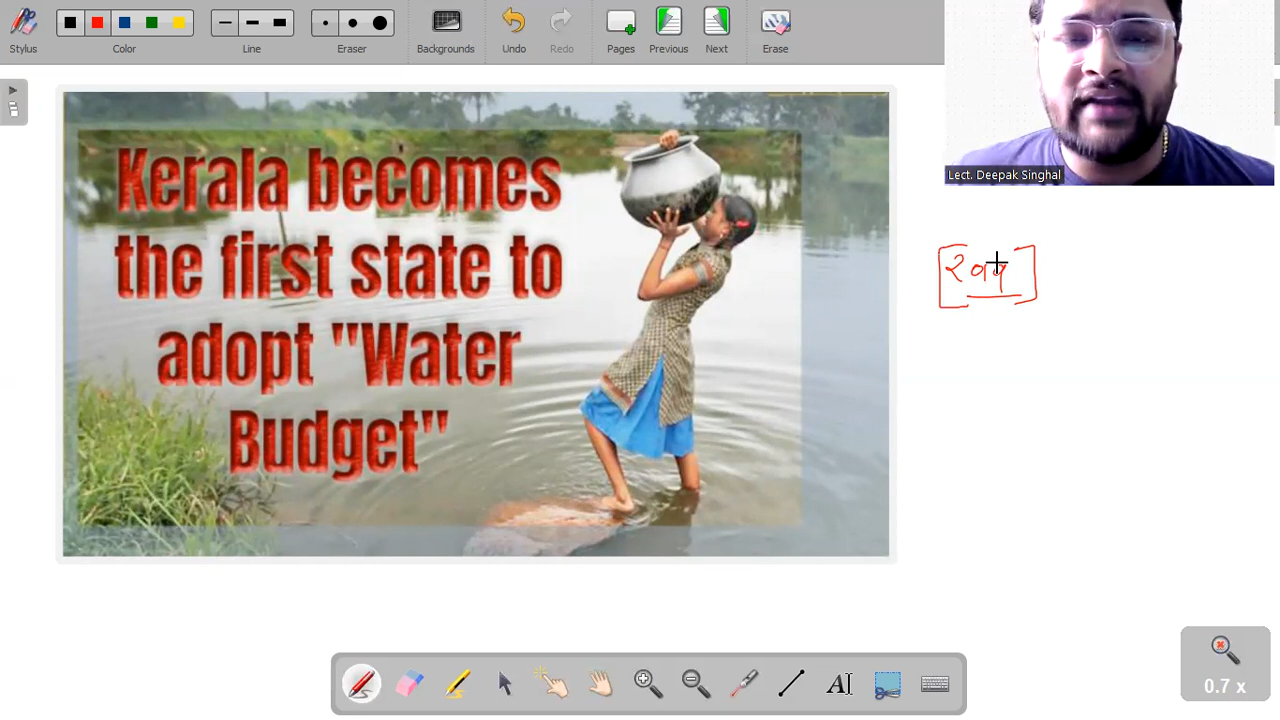 Stylus
Color
Line
Eraser
Backgrounds
Undo
Redo
Pages
Previous
Next
Erase
Lect. Deepak Singhal
Kerala becomes
the first state to
adopt "Water
Budget"
0.7 x